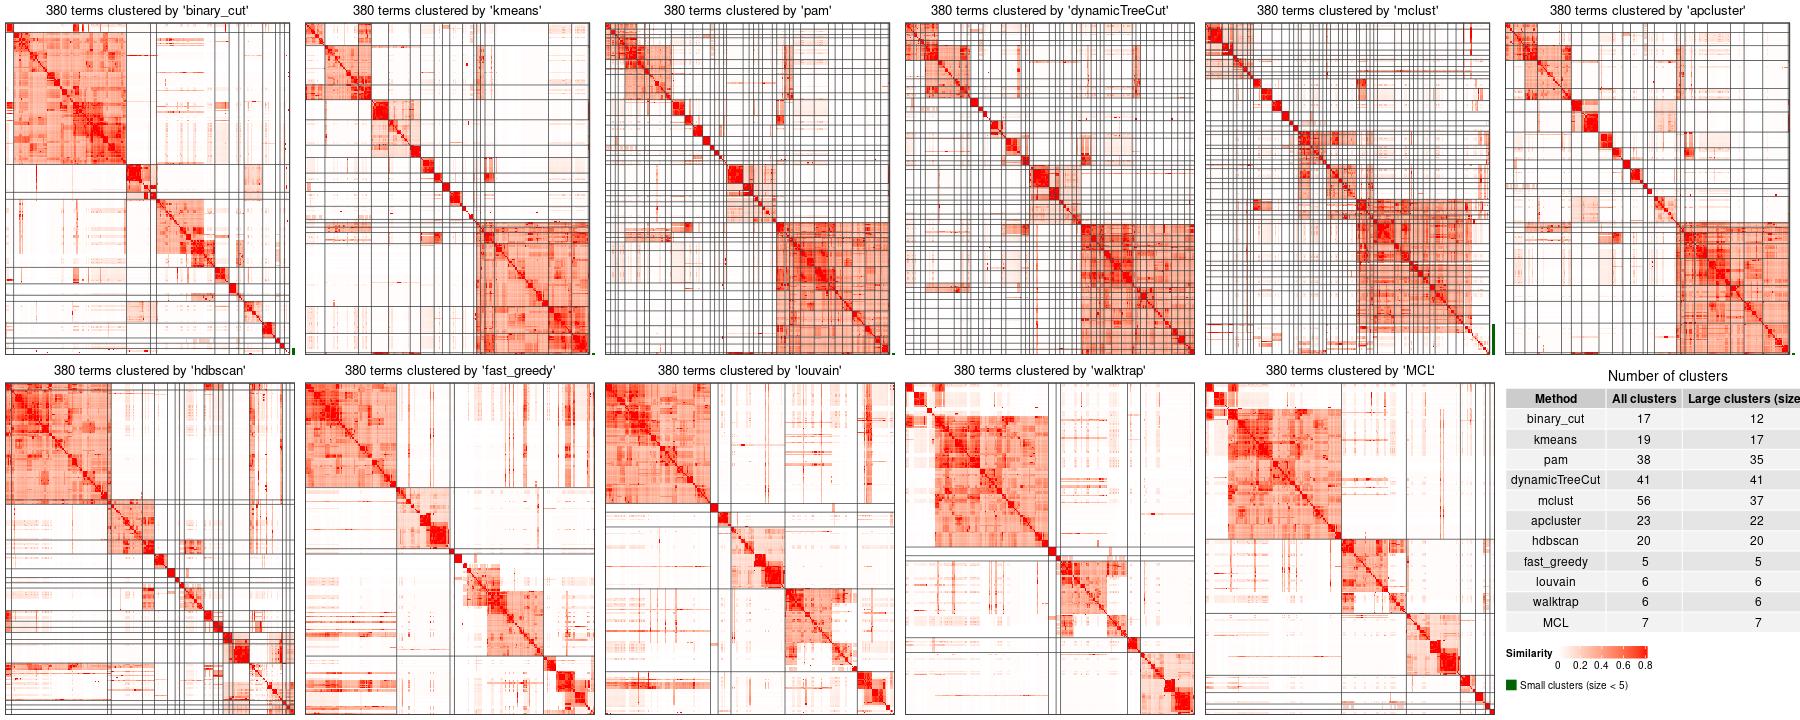 380 terms clustered by 'binary_cut'
380 terms clustered by 'kmeans'
380 terms clustered by 'pam'
380 terms clustered by 'dynamicTreeCut'
380 terms clustered by 'mclust'
380 terms clustered by 'apcluster'
380 terms clustered by 'hdbscan'
380 terms clustered by 'fast_greedy'
380 terms clustered by 'louvain'
380 terms clustered by 'walktrap'
380 terms clustered by 'MCL'
Number of clusters
Method All clusters Large clusters (size
binary_cut 17 12
kmeans 19 17
pam 38 35
dynamicTreeCut 41 41
mclust 56 37
apcluster 23 22
hdbscan 20 20
fast_greedy 5 5
louvain 6 6
walktrap 6 6
MCL 7 7
Similarity
0 0.2 0.4 0.6 0.8
Small clusters (size < 5)